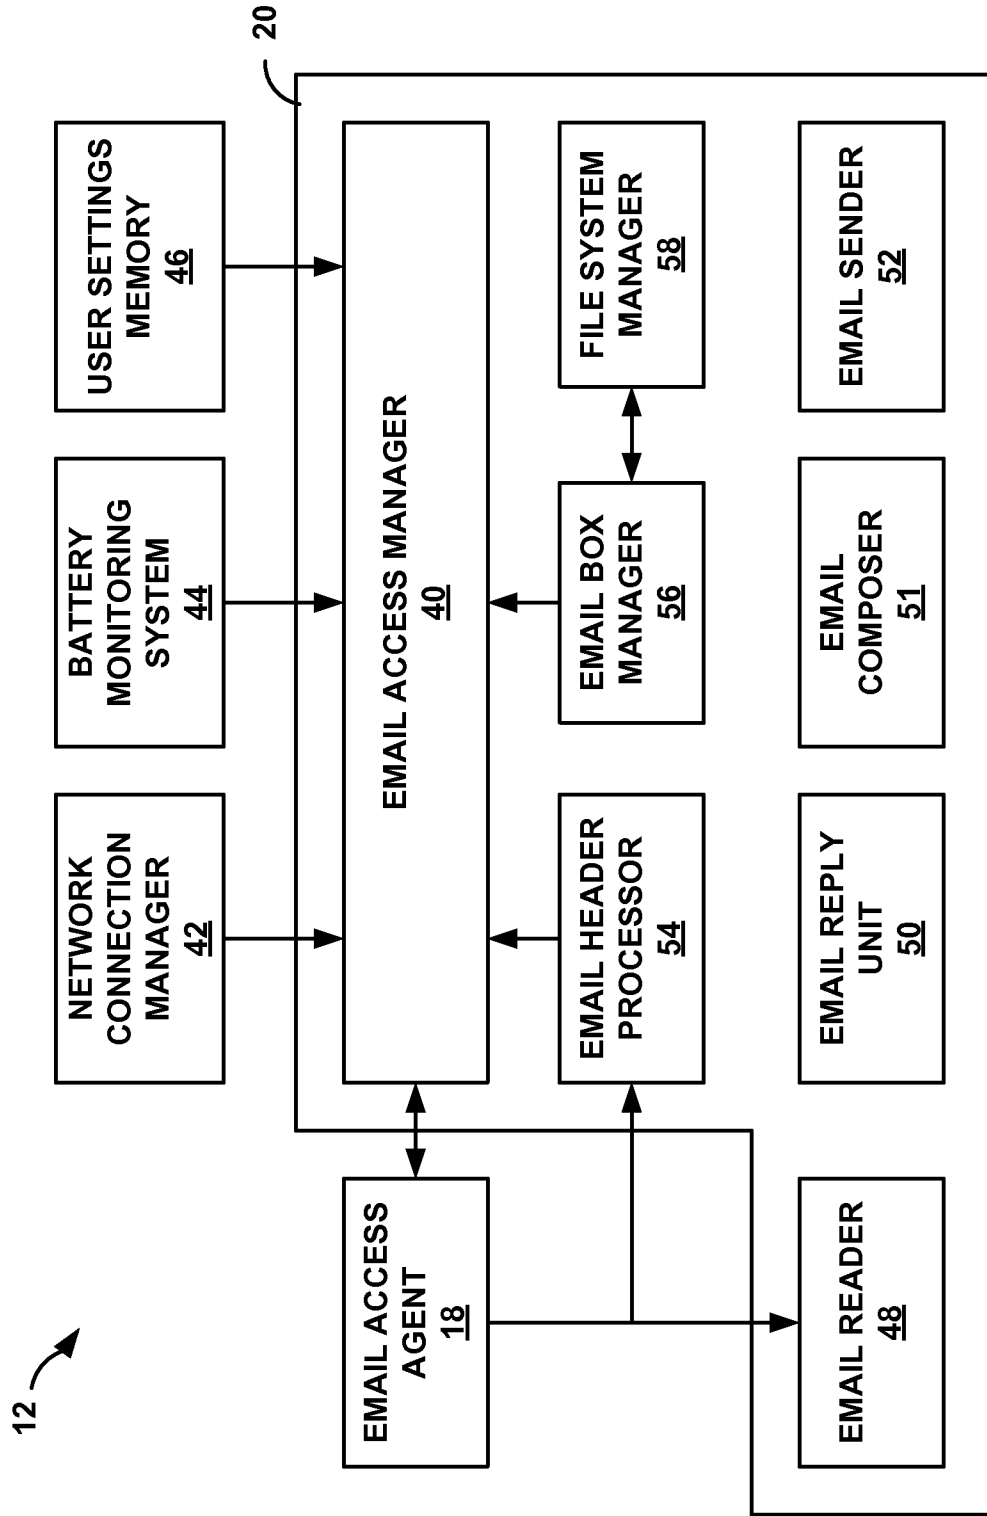 12
NETWORK
CONNECTION
MANAGER
42
BATTERY
MONITORING
SYSTEM
44
USER SETTINGS
MEMORY
46
20
EMAIL ACCESS
AGENT
18
EMAIL ACCESS MANAGER
40
EMAIL HEADER
PROCESSOR
54
EMAIL BOX
MANAGER
56
FILE SYSTEM
MANAGER
58
EMAIL READER
48
EMAIL REPLY
UNIT
50
EMAIL
COMPOSER
51
EMAIL SENDER
52